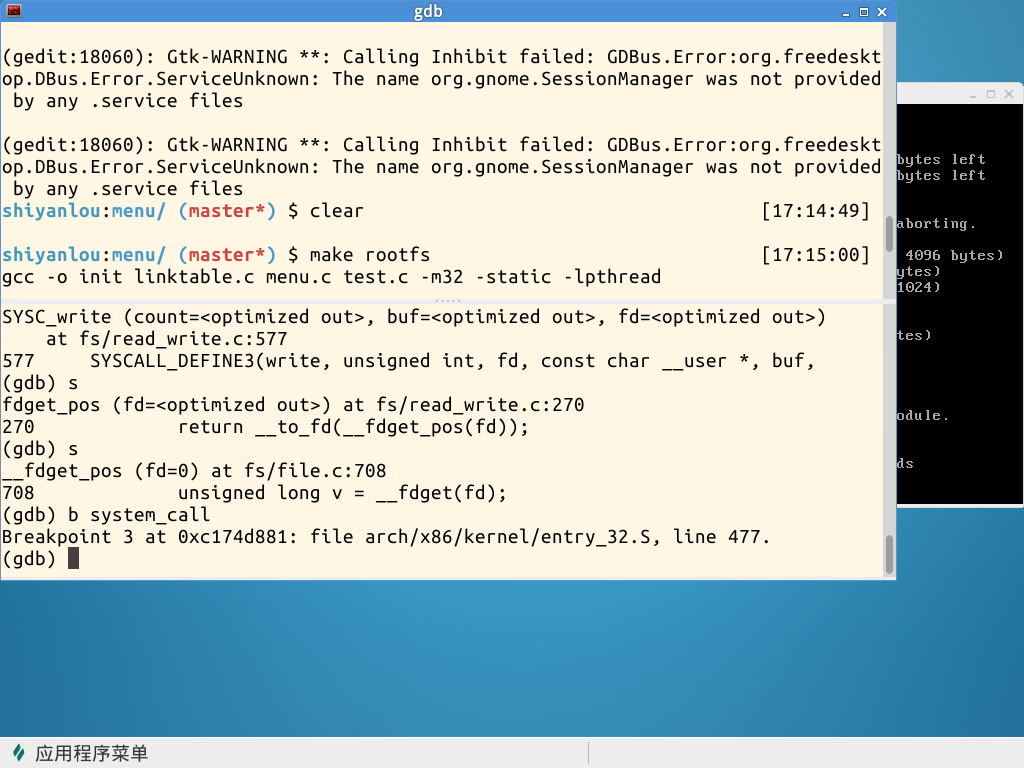 gdb
(gedit:18060): Gtk-WARNING **: Calling Inhibit failed: GDBus.Error:org.freedeskt
op.DBus.Error.ServiceUnknown: The name org.gnome.SessionManager was not provided
 by any .service files
(gedit:18060): Gtk-WARNING **: Calling Inhibit failed: GDBus.Error:org.freedeskt
op.DBus.Error.ServiceUnknown: The name org.gnome.SessionManager was not provided
 by any .service files
shiyanlou:menu/ (master*) $ clear [17:14:49]
shiyanlou:menu/ (master*) $ make rootfs [17:15:00]
gcc -o init linktable.c menu.c test.c -m32 -static -lpthread
SYSC_write (count=<optimized out>, buf=<optimized out>, fd=<optimized out>)
    at fs/read_write.c:577
577     SYSCALL_DEFINE3(write, unsigned int, fd, const char __user *, buf,
(gdb) s
fdget_pos (fd=<optimized out>) at fs/read_write.c:270
270             return __to_fd(__fdget_pos(fd));
(gdb) s
__fdget_pos (fd=0) at fs/file.c:708
708             unsigned long v = __fdget(fd);
(gdb) b system_call
Breakpoint 3 at 0xc174d881: file arch/x86/kernel/entry_32.S, line 477.
(gdb)
bytes left
bytes left
aborting.
4096 bytes)
ytes)
1024)
tes)
odule.
ds
应用程序菜单